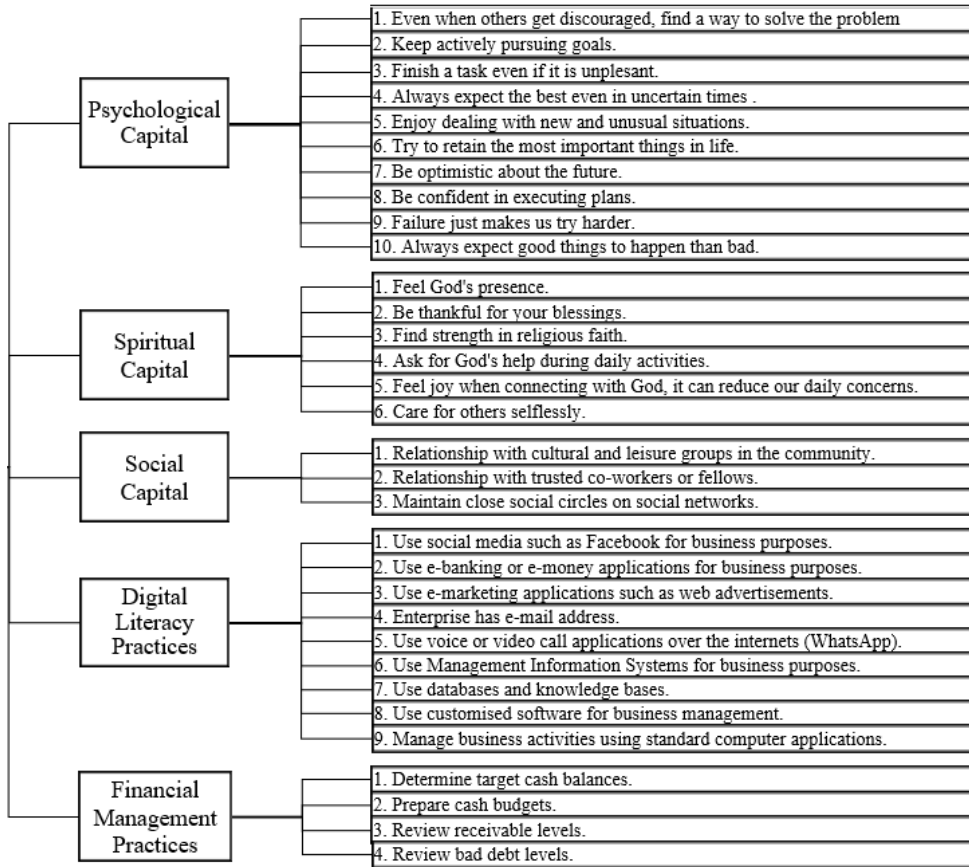 Psychological
Capital
1. Even when others get discouraged, find a way to solve the problem
2. Keep actively pursuing goals.
3. Finish a task even if it is unplesant.
4. Always expect the best even in uncertain times .
5. Enjoy dealing with new and unusual situations.
6. Try to retain the most important things in life.
7. Be optimistic about the future.
8. Be confident in executing plans.
9. Failure just makes us try harder.
10. Always expect good things to happen than bad.
Spiritual
Capital
1. Feel God's presence.
2. Be thankful for your blessings.
3. Find strength in religious faith.
4. Ask for God's help during daily activities.
5. Feel joy when connecting with God, it can reduce our daily concerns.
6. Care for others selflessly.
Social
Capital
1. Relationship with cultural and leisure groups in the community.
2. Relationship with trusted co-workers or fellows.
3. Maintain close social circles on social networks.
Digital
Literacy
Practices
1. Use social media such as Facebook for business purposes.
2. Use e-banking or e-money applications for business purposes.
3. Use e-marketing applications such as web advertisements.
4. Enterprise has e-mail address.
5. Use voice or video call applications over the internets (WhatsApp).
6. Use Management Information Systems for business purposes.
7. Use databases and knowledge bases.
8. Use customised software for business management.
9. Manage business activities using standard computer applications.
Financial
Management
Practices
1. Determine target cash balances.
2. Prepare cash budgets.
3. Review receivable levels.
4. Review bad debt levels.